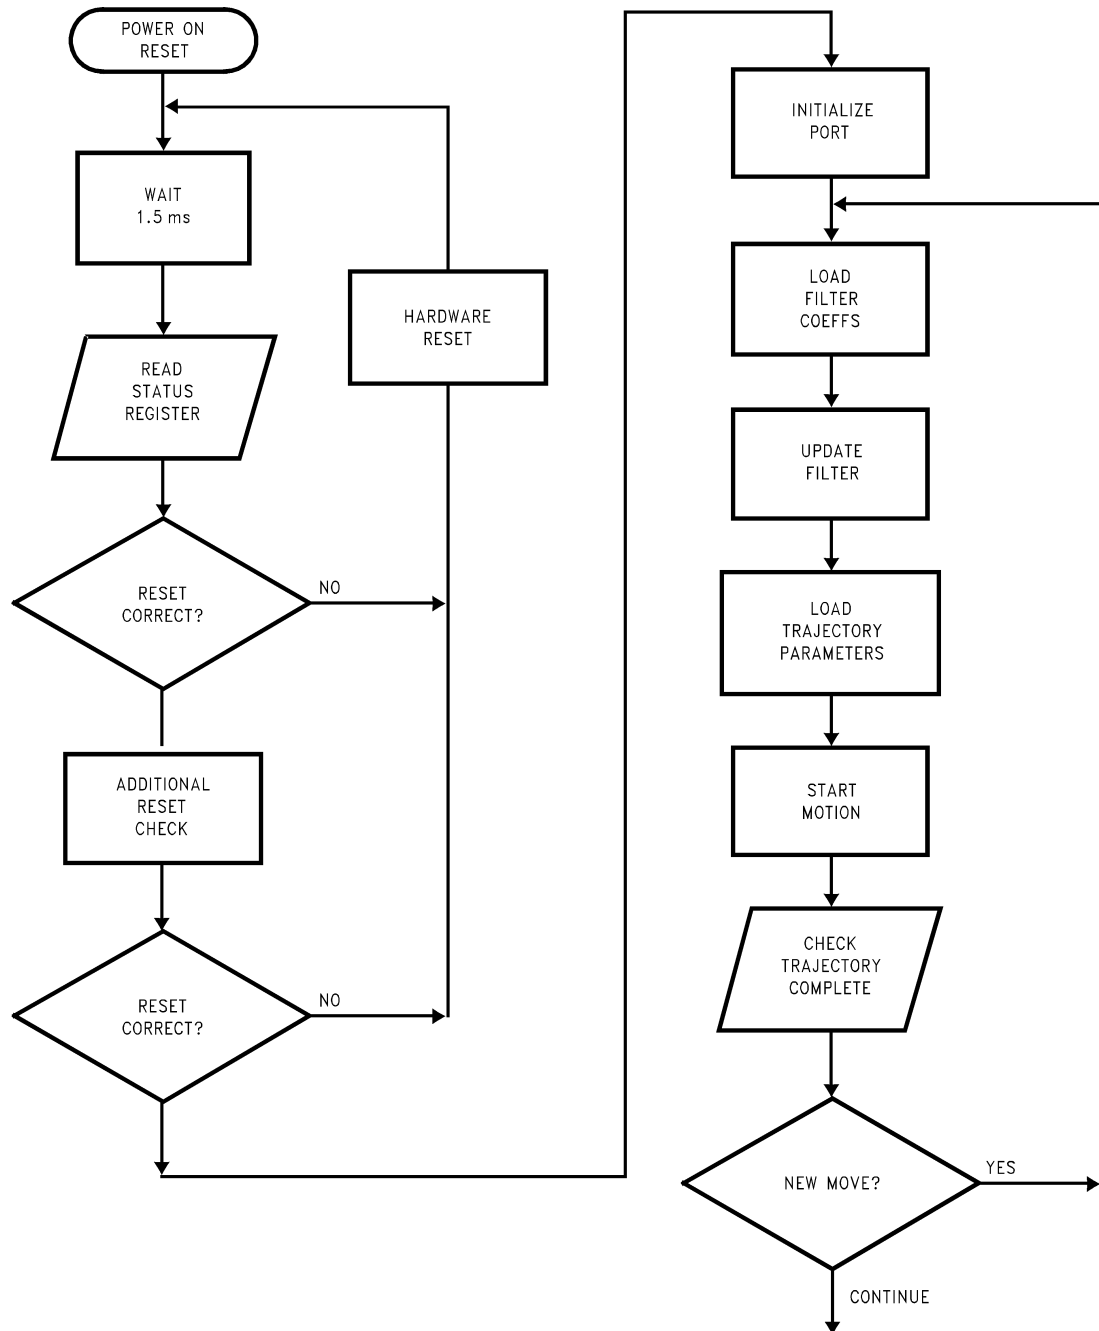 POWER ON
RESET
WAIT
1.5 ms
READ
STATUS
REGISTER
HARDWARE
RESET
RESET
CORRECT?
NO
ADDITIONAL
RESET
CHECK
RESET
CORRECT?
NO
INITIALIZE
PORT
LOAD
FILTER
COEFFS
UPDATE
FILTER
LOAD
TRAJECTORY
PARAMETERS
START
MOTION
CHECK
TRAJECTORY
COMPLETE
NEW MOVE?
YES
CONTINUE